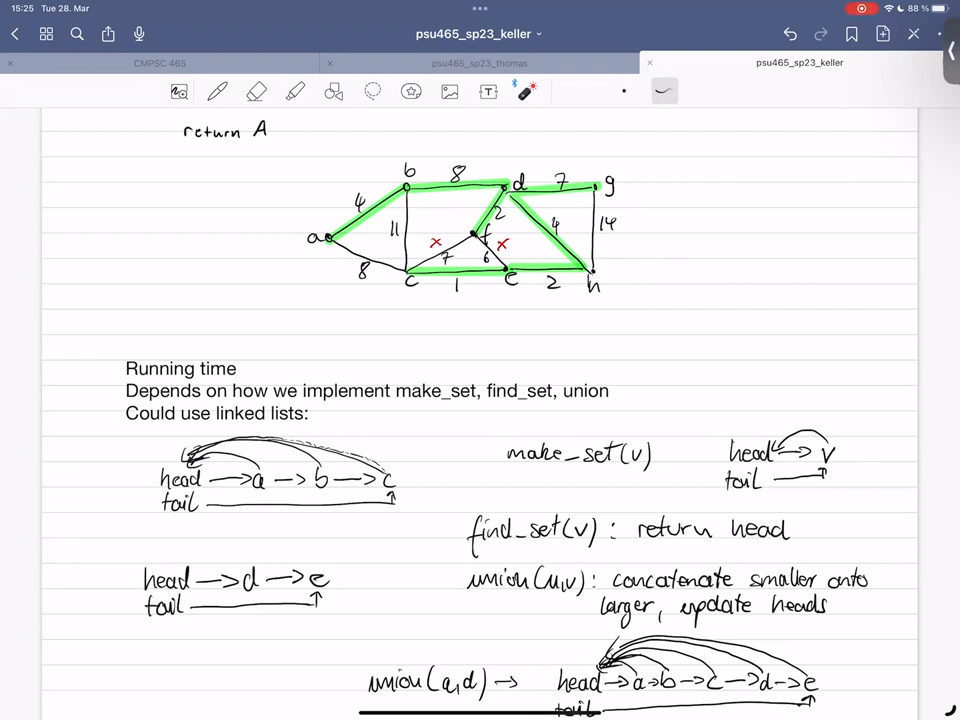 15:25 Tue 28. Mar
88 %
psu465_sp23_keller
CMPSC 465
psu465_sp23_thomas
psu465_sp23_keller
return A
b 8 d 7 g
4 11 2 4 14
a f
x x
8 7 6
c 1 e 2 h
Running time
Depends on how we implement make_set, find_set, union
Could use linked lists:
head → a → b → c
tail
make_set(v)
head → v
tail
find_set(v) : return head
head → d → e
tail
union(u,v) : concatenate smaller onto
larger, update heads
union(a,d) →
head → a → b → c → d → e
tail